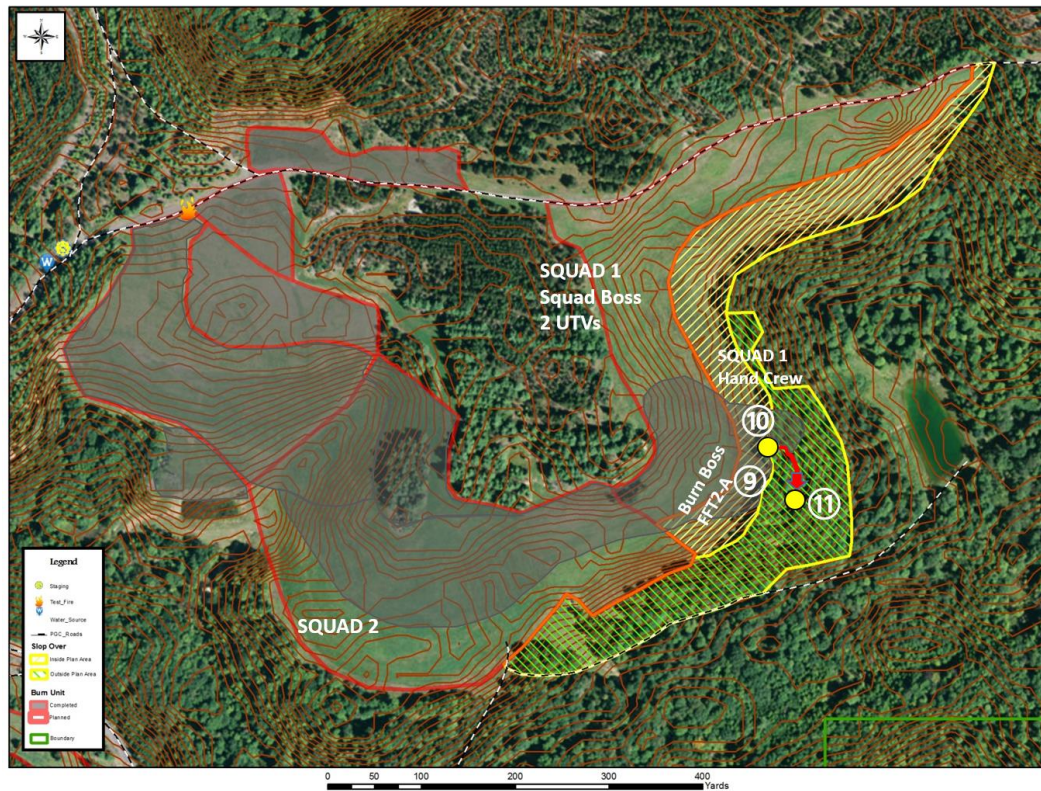 SQUAD 1
Squad Boss
2 UTVs
SQUAD 1
Hand Crew
10
Burn Boss
FFT2-A
9
11
SQUAD 2
W
Legend
Staging
Test_Fire
Water_Source
PGC_Roads
Slop Over
Inside Plan Area
Outside Plan Area
Burn Unit
Completed
Planned
Boundary
0 50 100 200 300 400
Yards